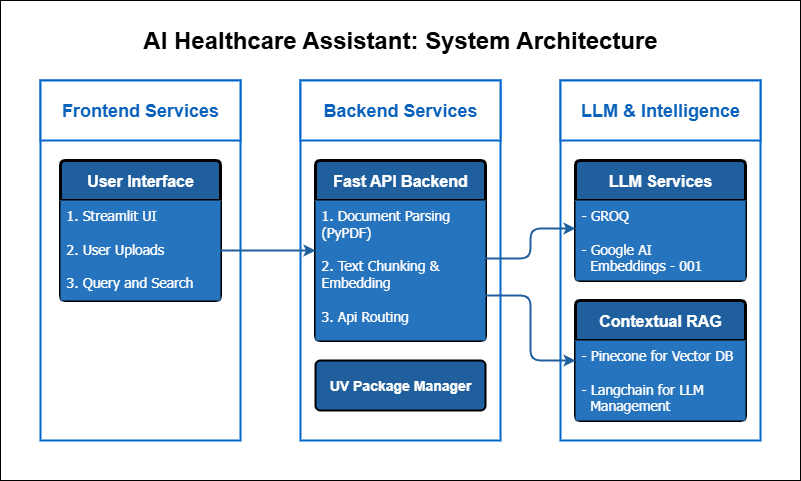 AI Healthcare Assistant: System Architecture
Frontend Services
User Interface
1. Streamlit UI
2. User Uploads
3. Query and Search
Backend Services
Fast API Backend
1. Document Parsing
(PyPDF)
2. Text Chunking &
Embedding
3. Api Routing
UV Package Manager
LLM & Intelligence
LLM Services
- GROQ
- Google AI
Embeddings - 001
Contextual RAG
- Pinecone for Vector DB
- Langchain for LLM
Management